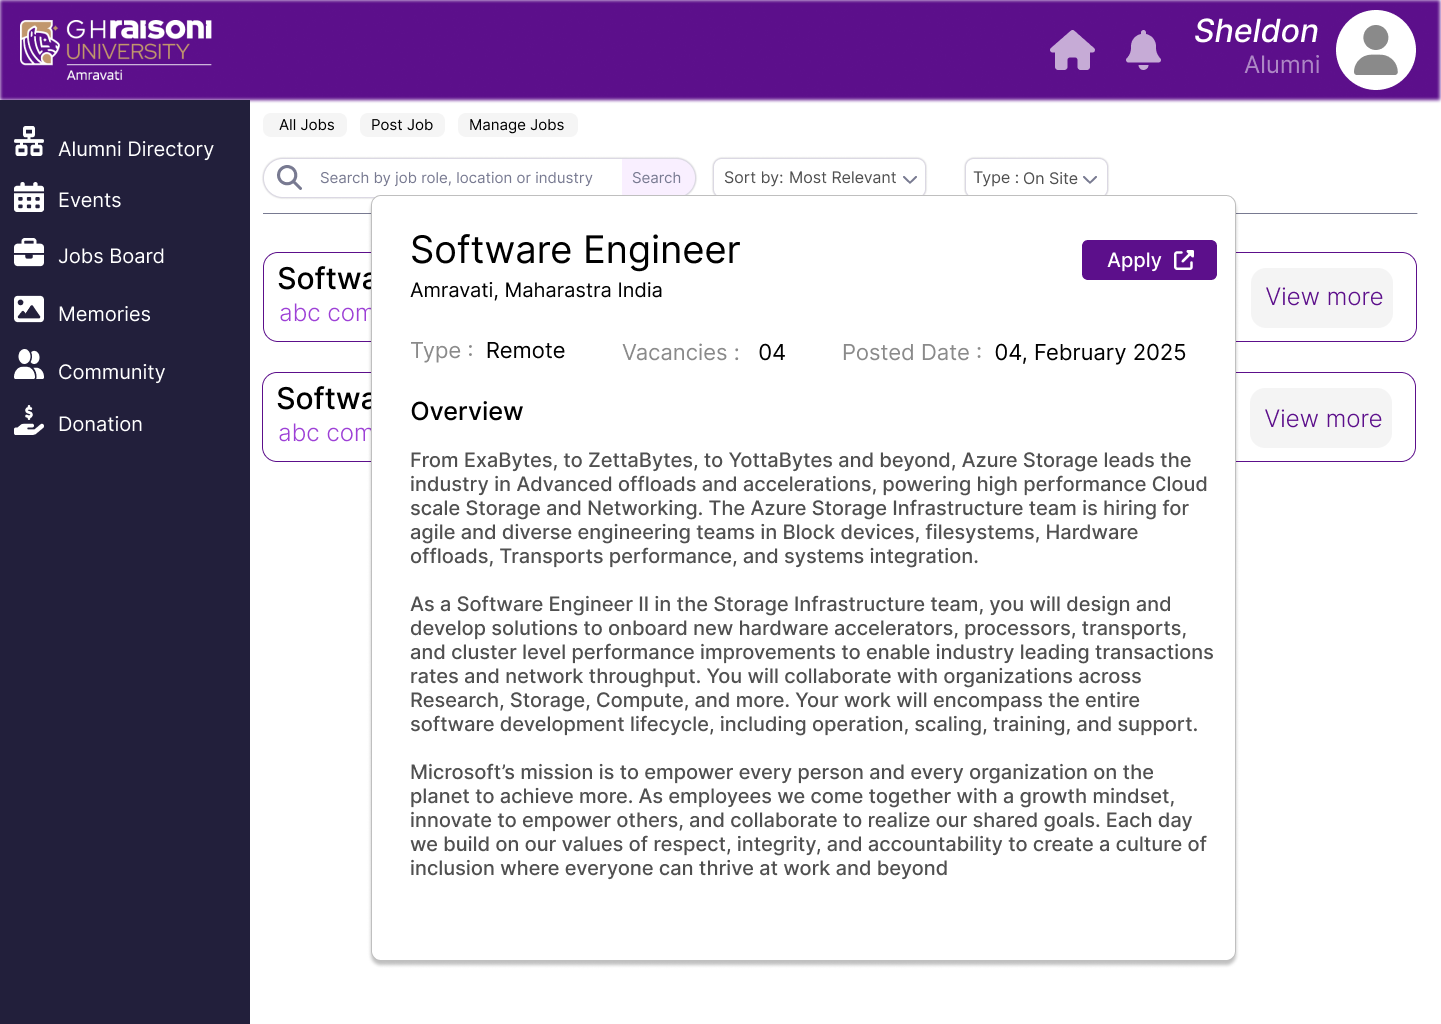 GHraisoni
UNIVERSITY
Amravati
Sheldon
Alumni
Alumni Directory
Events
Jobs Board
Memories
Community
Donation
All Jobs
Post Job
Manage Jobs
Search by job role, location or industry
Search
Sort by: Most Relevant
Type : On Site
Softwa
abc com
View more
Softwa
abc com
View more
Software Engineer
Apply
Amravati, Maharastra India
Type : Remote
Vacancies : 04
Posted Date : 04, February 2025
Overview
From ExaBytes, to ZettaBytes, to YottaBytes and beyond, Azure Storage leads the
industry in Advanced offloads and accelerations, powering high performance Cloud
scale Storage and Networking. The Azure Storage Infrastructure team is hiring for
agile and diverse engineering teams in Block devices, filesystems, Hardware
offloads, Transports performance, and systems integration.
As a Software Engineer II in the Storage Infrastructure team, you will design and
develop solutions to onboard new hardware accelerators, processors, transports,
and cluster level performance improvements to enable industry leading transactions
rates and network throughput. You will collaborate with organizations across
Research, Storage, Compute, and more. Your work will encompass the entire
software development lifecycle, including operation, scaling, training, and support.
Microsoft’s mission is to empower every person and every organization on the
planet to achieve more. As employees we come together with a growth mindset,
innovate to empower others, and collaborate to realize our shared goals. Each day
we build on our values of respect, integrity, and accountability to create a culture of
inclusion where everyone can thrive at work and beyond